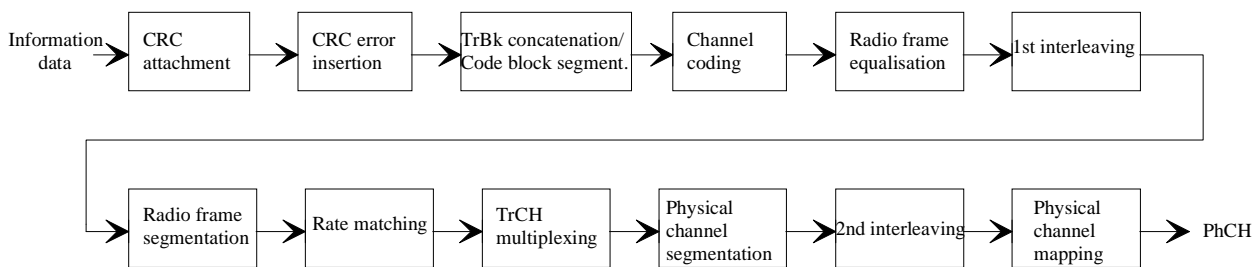 Information
data
CRC
attachment
CRC error
insertion
TrBk concatenation/
Code block segment.
Channel
coding
Radio frame
equalisation
1st interleaving
Radio frame
segmentation
Rate matching
TrCH
multiplexing
Physical
channel
segmentation
2nd interleaving
Physical
channel
mapping
PhCH